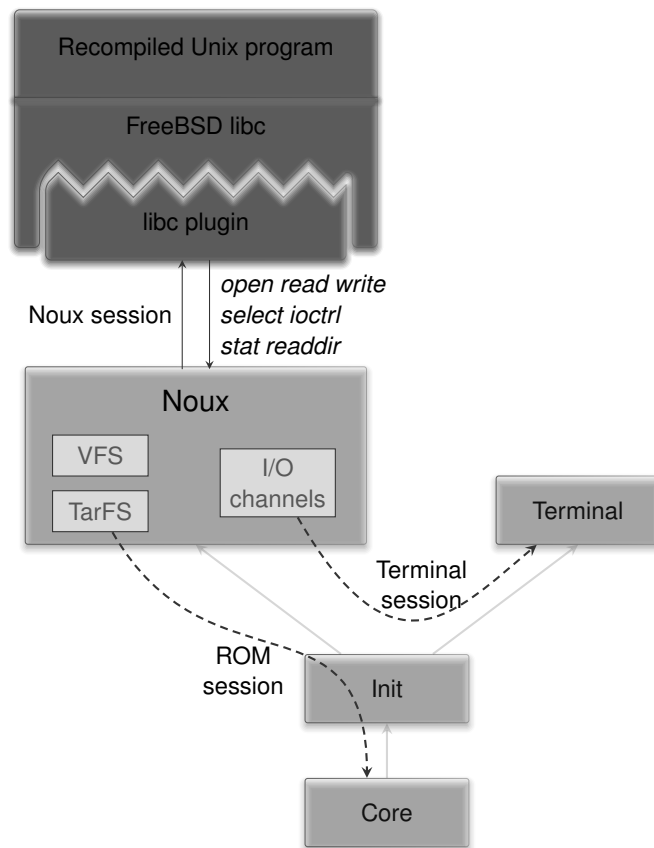 Recompiled Unix program
FreeBSD libc
libc plugin
Noux session
open read write
select ioctrl
stat readdir
Noux
VFS
TarFS
I/O
channels
Terminal
Terminal
session
ROM
session
Init
Core